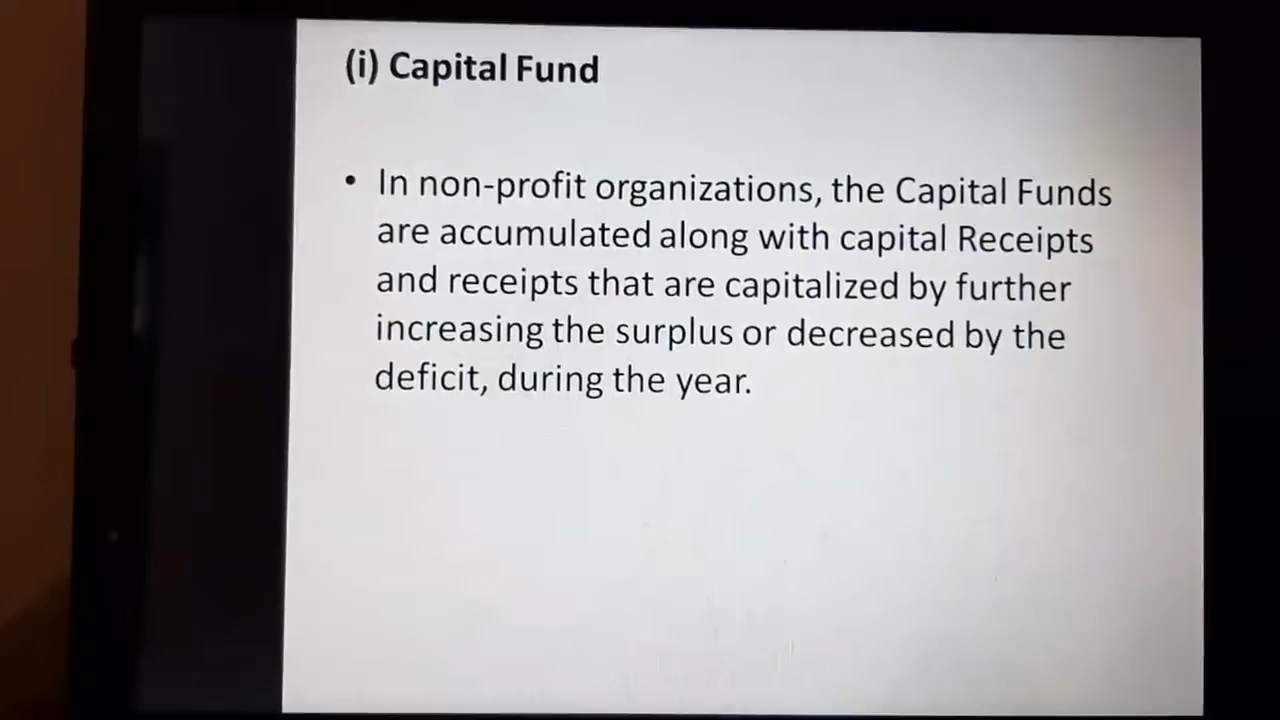 (i) Capital Fund
• In non-profit organizations, the Capital Funds
are accumulated along with capital Receipts
and receipts that are capitalized by further
increasing the surplus or decreased by the
deficit, during the year.